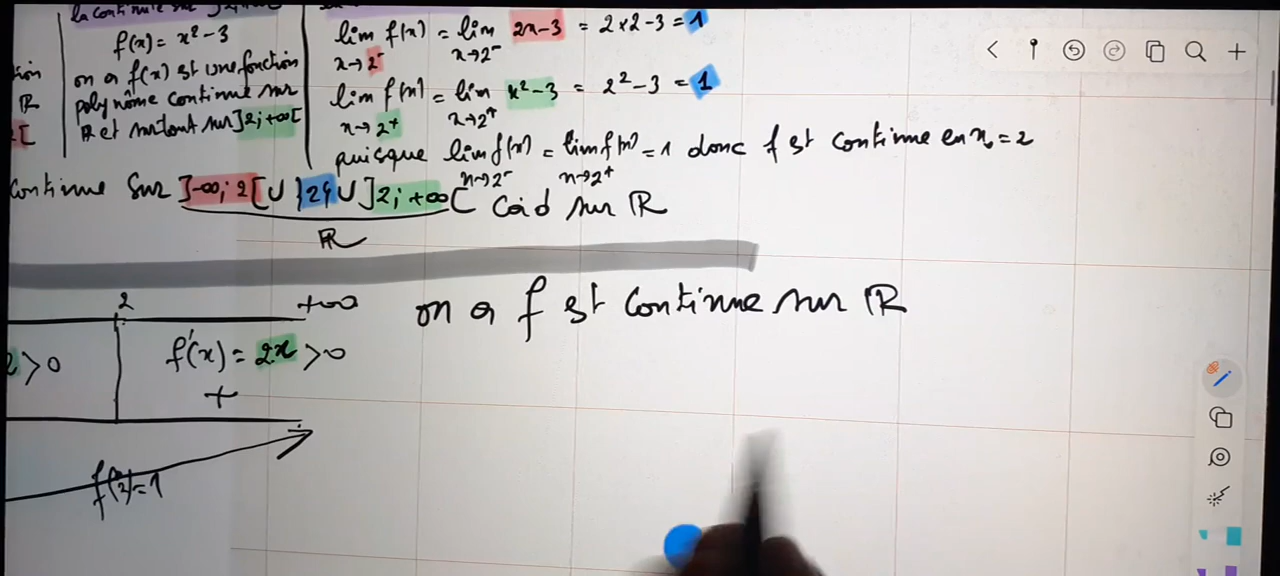 f(x) = x² - 3
on a f(x) est une fonction
polynôme continue sur
ℝ et surtout sur ]2; +∞[
ℝ
2[
lim f(x) = lim 2x-3 = 2×2-3 = 1
x→2⁻ x→2⁻
lim f(x) = lim x²-3 = 2²-3 = 1
x→2⁺ x→2⁺
puisque lim f(x) = lim f(x) = 1 donc f st continue en x₀ = 2
x→2⁻ x→2⁺
continue sur ]-∞; 2[ ∪ {2} ∪ ]2; +∞[ càd sur ℝ
ℝ
2 +∞
>0 f'(x) = 2x >0
+
f(2)=1
on a f st continue sur ℝ